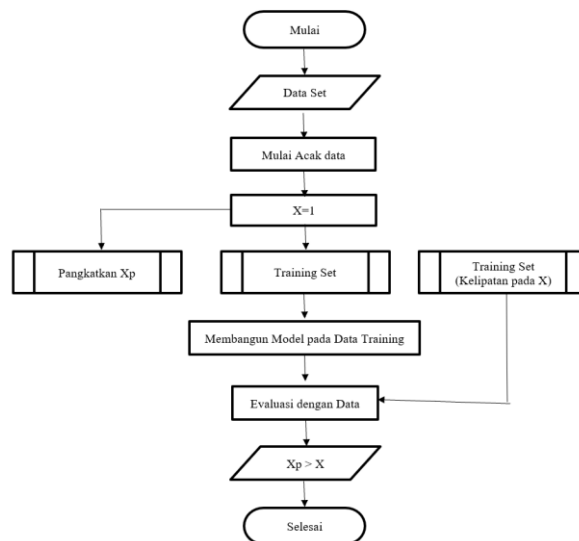 Mulai
Data Set
Mulai Acak data
X=1
Pangkatkan Xp
Training Set
Training Set
(Kelipatan pada X)
Membangun Model pada Data Training
Evaluasi dengan Data
Xp > X
Selesai